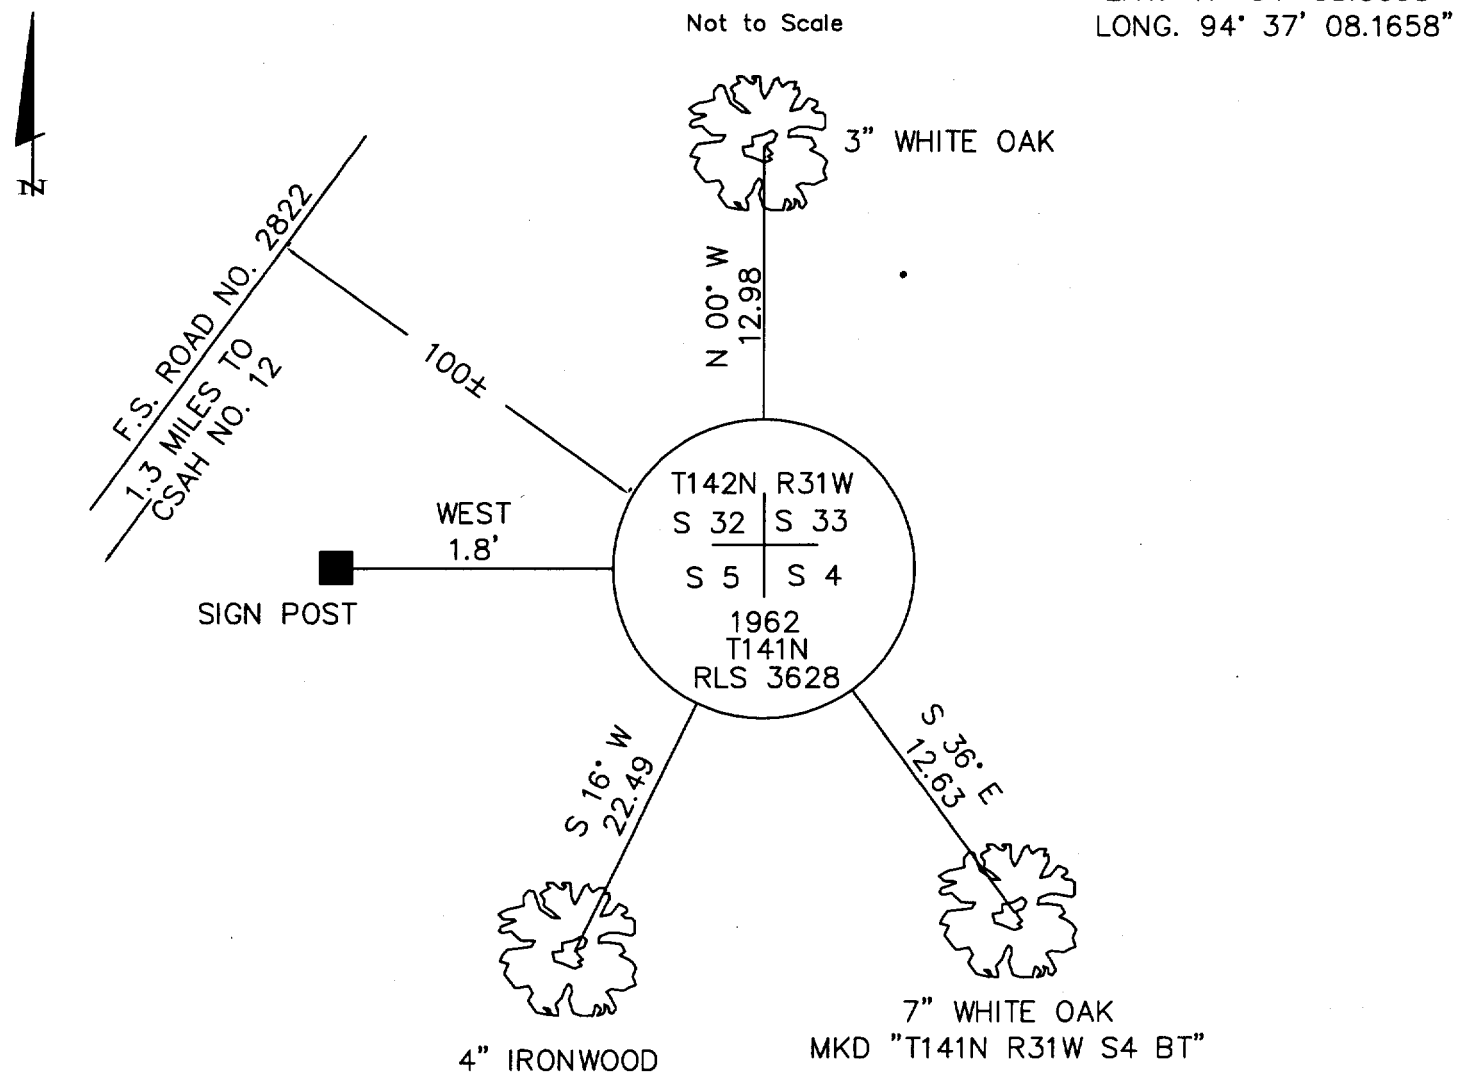 Not to Scale
LONG. 94° 37' 08.1658"
N
3" WHITE OAK
F.S. ROAD NO. 2822
1.3 MILES TO
CSAH NO. 12
100±
N 00° W
12.98
WEST
1.8'
SIGN POST
T142N R31W
S 32 S 33
S 5 S 4
1962
T141N
RLS 3628
S 16° W
22.49
S 36° E
12.63
4" IRONWOOD
7" WHITE OAK
MKD "T141N R31W S4 BT"